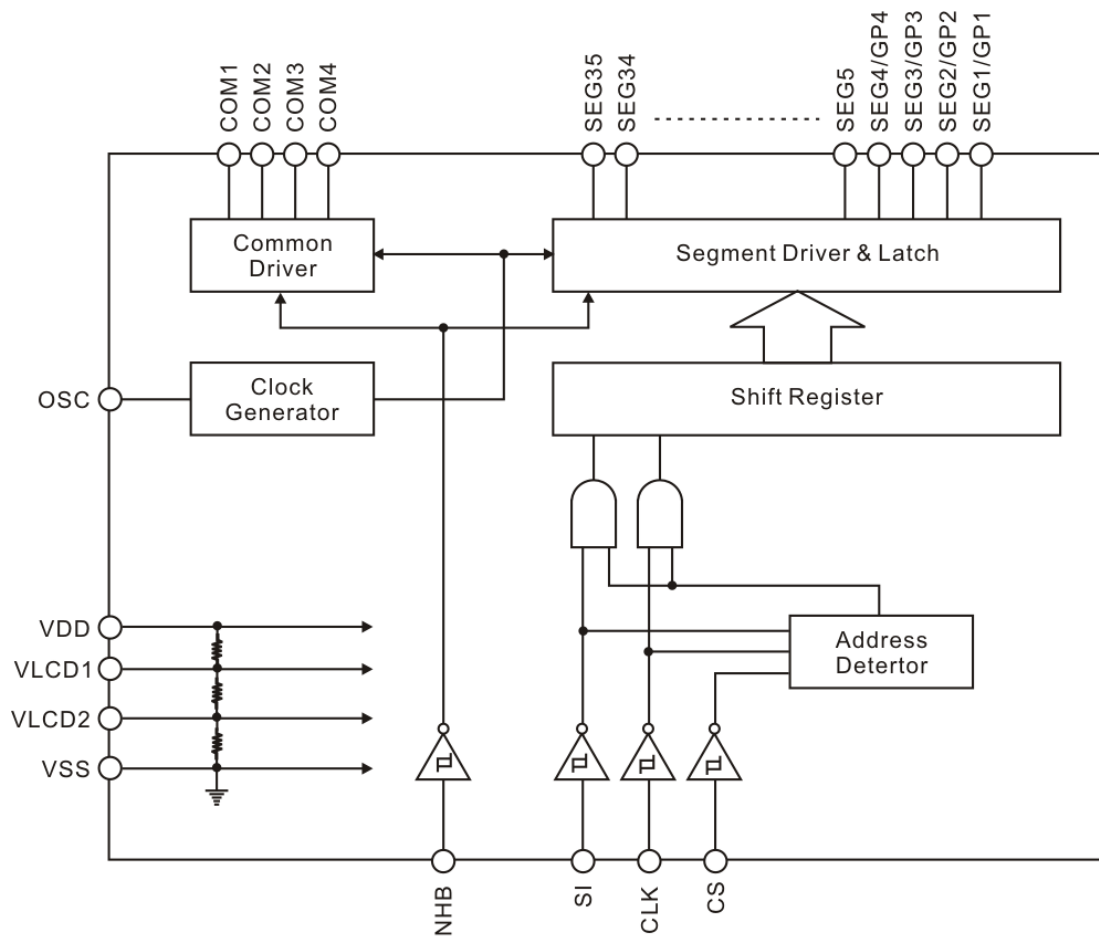 COM1
COM2
COM3
COM4
SEG35
SEG34
SEG5
SEG4/GP4
SEG3/GP3
SEG2/GP2
SEG1/GP1
Common
Driver
Segment Driver & Latch
OSC
Clock
Generator
Shift Register
VDD
VLCD1
VLCD2
VSS
Address
Detertor
NHB
SI
CLK
CS